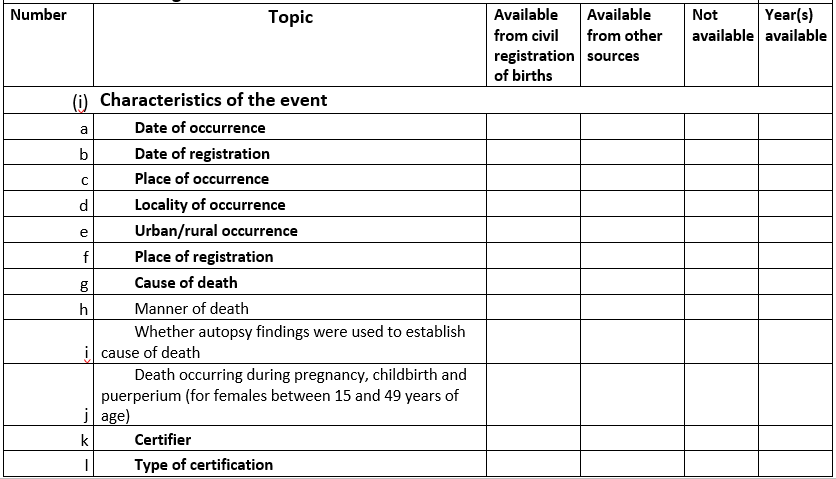 Number Topic Available from civil registration of births Available from other sources Not available Year(s) available
(i) Characteristics of the event
a Date of occurrence
b Date of registration
c Place of occurrence
d Locality of occurrence
e Urban/rural occurrence
f Place of registration
g Cause of death
h Manner of death
Whether autopsy findings were used to establish
i cause of death
Death occurring during pregnancy, childbirth and
puerperium (for females between 15 and 49 years of
j age)
k Certifier
l Type of certification